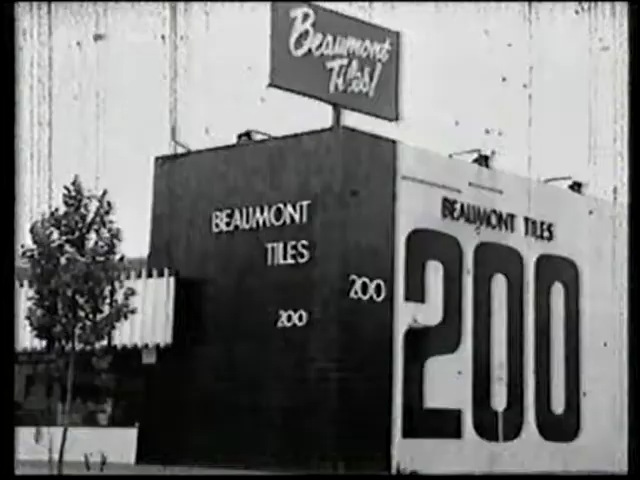 Beaumont
Tiles!
BEAUMONT
TILES
200
200
BEAUMONT TILES
200